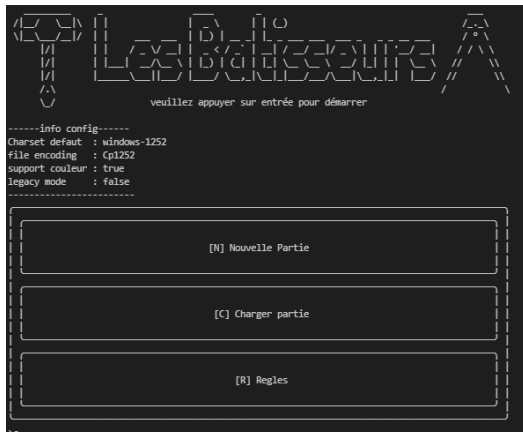 Les Batisseurs
veuillez appuyer sur entrée pour démarrer
------info config------
Charset defaut : windows-1252
file encoding : Cp1252
support couleur : true
legacy mode : false
------------------------
[N] Nouvelle Partie
[C] Charger partie
[R] Regles